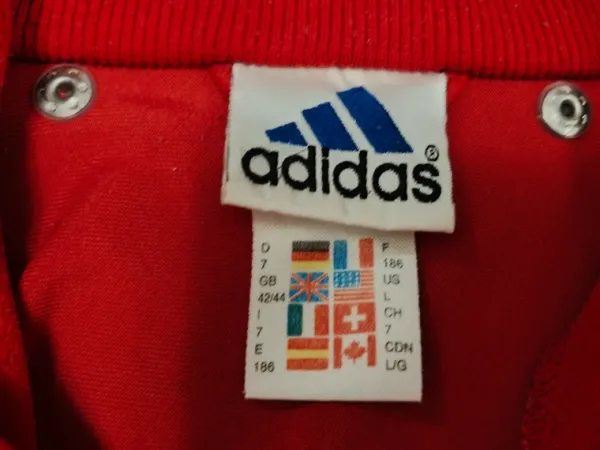 adidas®
D F
7 186
GB US
42/44 L
I CH
7 7
E CDN
186 L/G